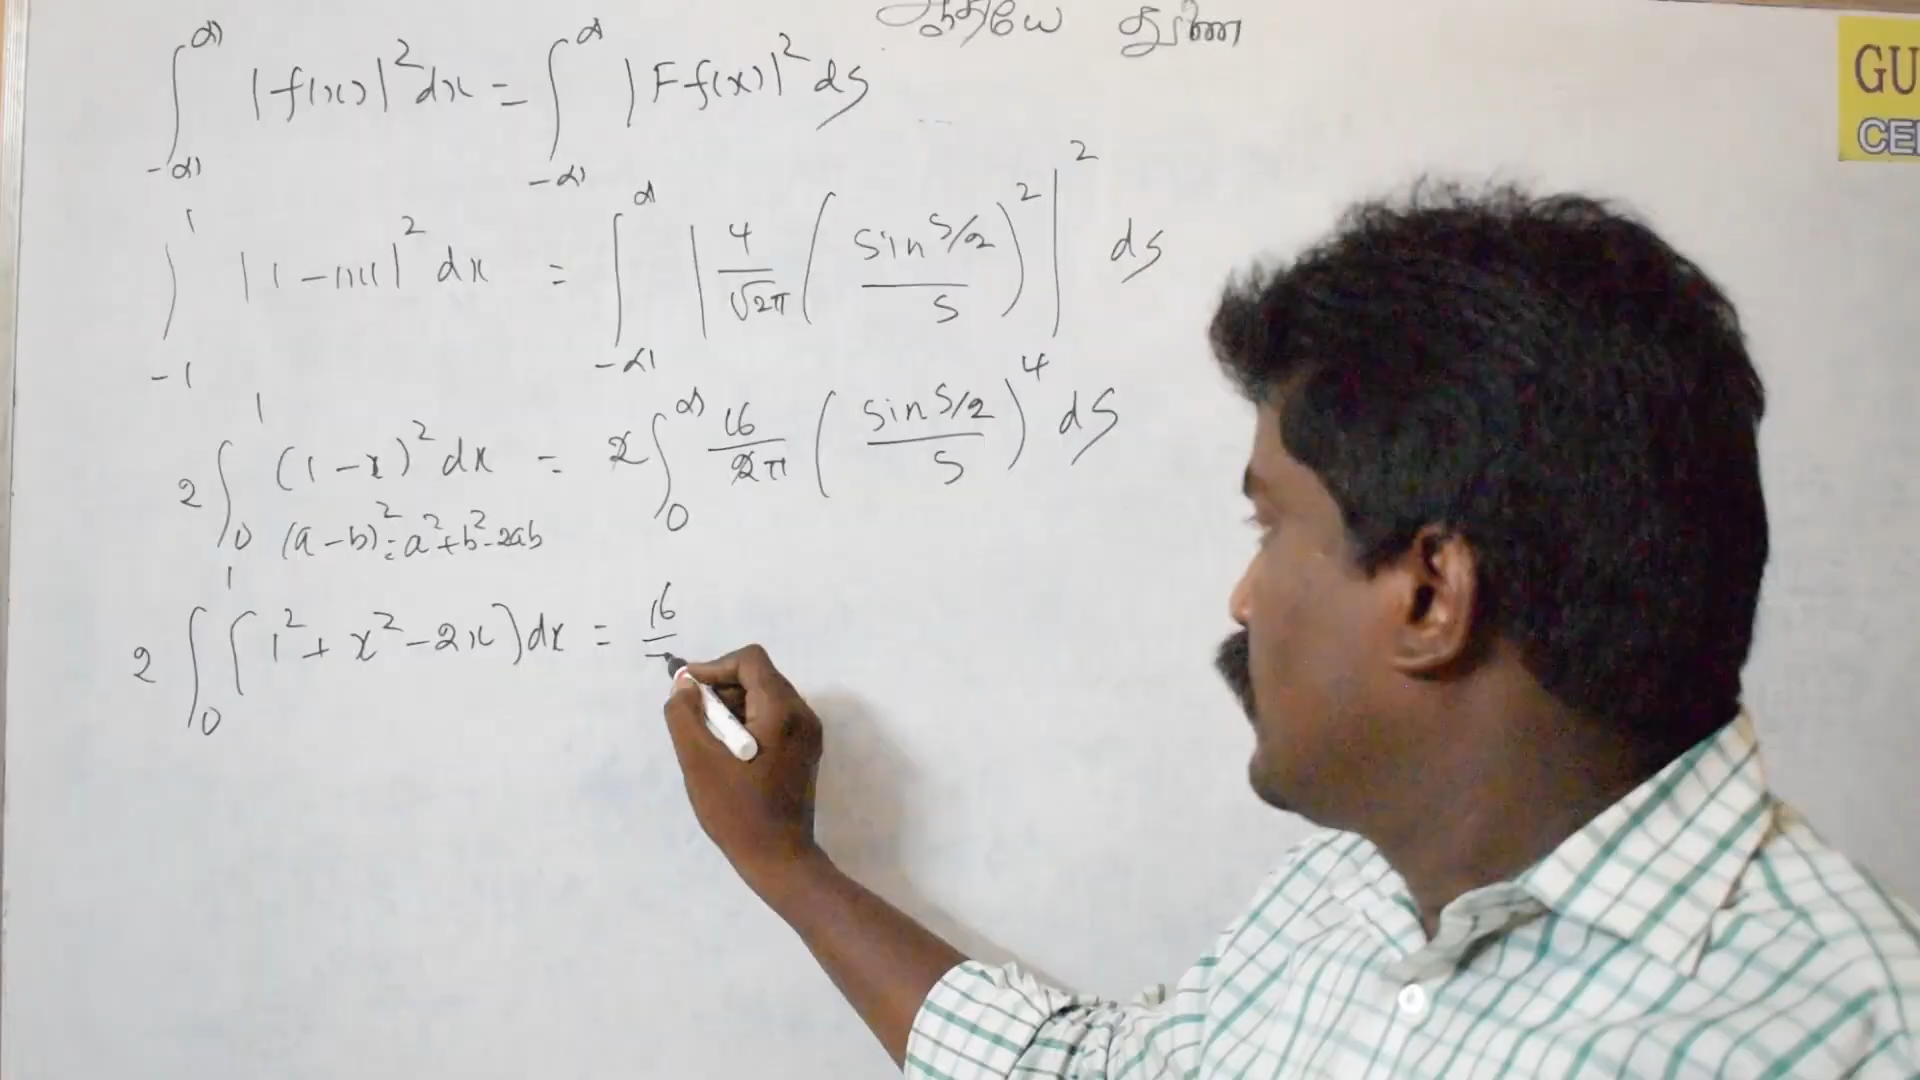 ஆத்தியே துணை
GU
CE
∫_{-∞}^{∞} |f(x)|² dx = ∫_{-∞}^{∞} |F f(x)|² ds
∫_{-1}^{1} |1-|x||² dx = ∫_{-∞}^{∞} |4/√2π (sin s/2 / s)²|² ds
2 ∫_{0}^{1} (1-x)² dx = 2 ∫_{0}^{∞} 16/2π (sin s/2 / s)⁴ ds
(a-b)² = a²+b²-2ab
2 ∫_{0}^{1} (1² + x² - 2x) dx = 16/